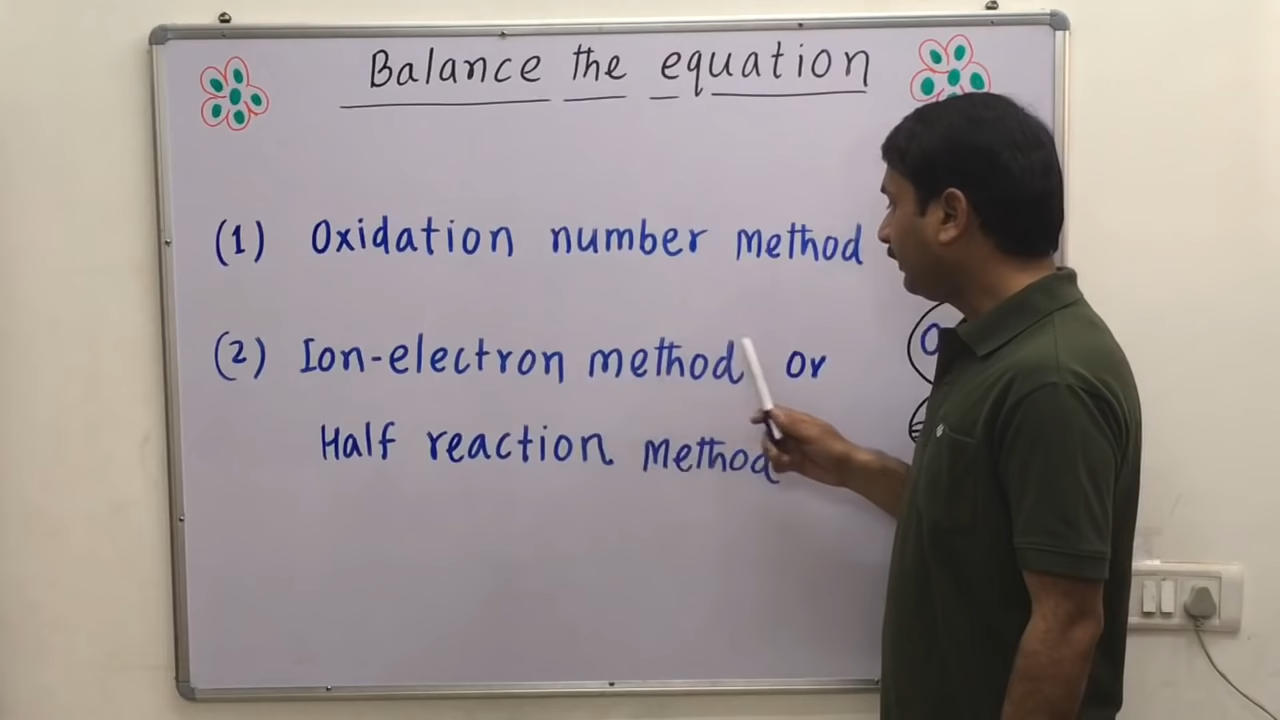 Balance the equation
(1) Oxidation number method
(2) Ion-electron method or
Half reaction method